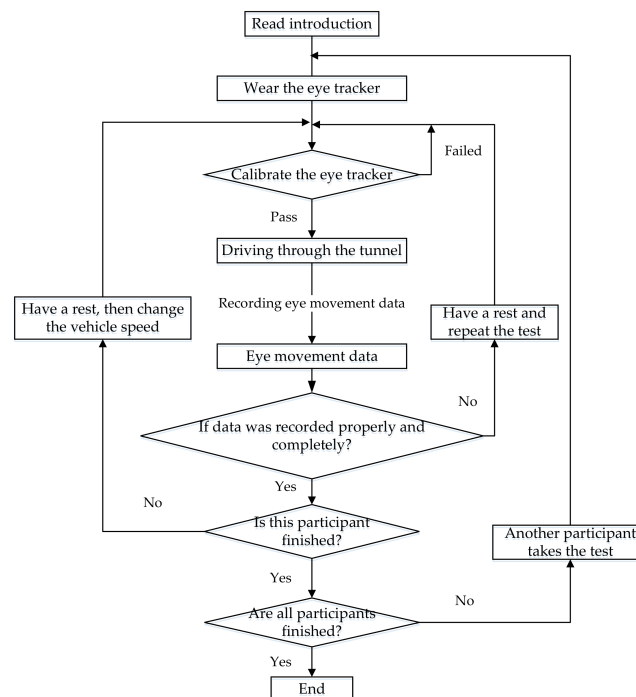 Read introduction
Wear the eye tracker
Failed
Calibrate the eye tracker
Pass
Driving through the tunnel
Have a rest, then change
the vehicle speed
Recording eye movement data
Have a rest and
repeat the test
Eye movement data
No
If data was recorded properly and
completely?
Yes
No
Is this participant
finished?
Another participant
takes the test
Yes
No
Are all participants
finished?
Yes
End